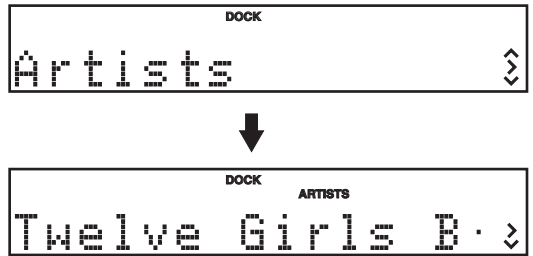 DOCK
Artists
DOCK
ARTISTS
Twelve Girls B·